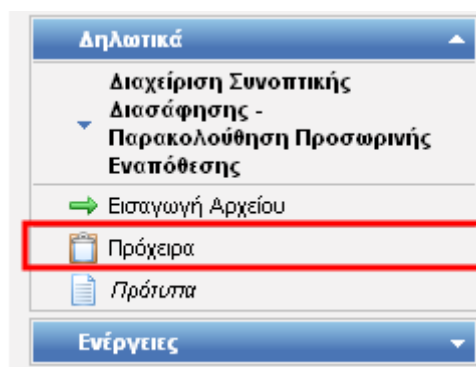 Δηλωτικά
Διαχείριση Συνοπτικής
Διασάφησης -
Παρακολούθηση Προσωρινής
Εναπόθεσης
Εισαγωγή Αρχείου
Πρόχειρα
Πρότυπα
Ενέργειες